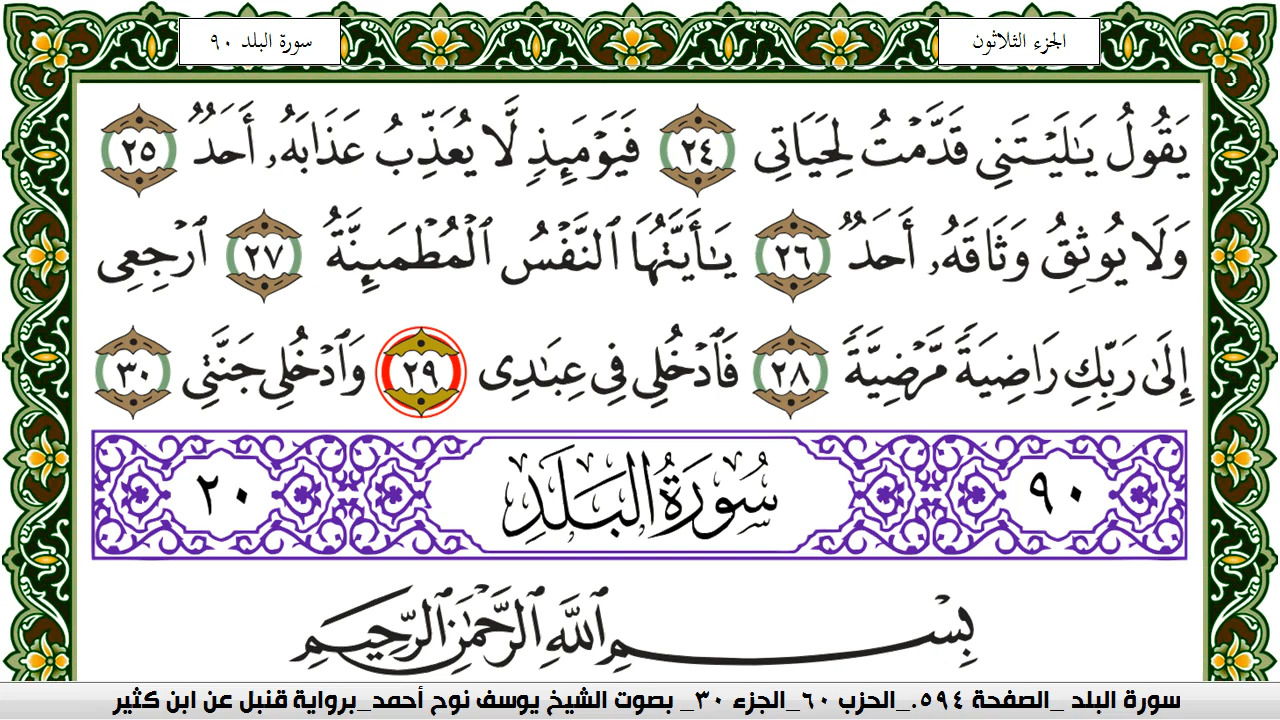 الجزء الثلاثون
سورة البلد ٩٠
يَقُولُ يَٰلَيْتَنِي قَدَّمْتُ لِحَيَاتِي ٢٤ فَيَوْمَئِذٍ لَّا يُعَذِّبُ عَذَابَهُۥ أَحَدٌ ٢٥
وَلَا يُوثِقُ وَثَاقَهُۥ أَحَدٌ ٢٦ يَٰٓأَيَّتُهَا ٱلنَّفْسُ ٱلْمُطْمَئِنَّةُ ٢٧ ٱرْجِعِي
إِلَىٰ رَبِّكِ رَاضِيَةً مَّرْضِيَّةً ٢٨ فَٱدْخُلِي فِي عِبَٰدِي ٢٩ وَٱدْخُلِي جَنَّتِي ٣٠
٩٠ سُورَةُ البَلَدِ ٢٠
بِسْمِ ٱللَّهِ ٱلرَّحْمَٰنِ ٱلرَّحِيمِ
سورة البلد _الصفحة ٥٩٤._الحزب ٦٠_الجزء ٣٠_ بصوت الشيخ يوسف نوح أحمد_برواية قنبل عن ابن كثير